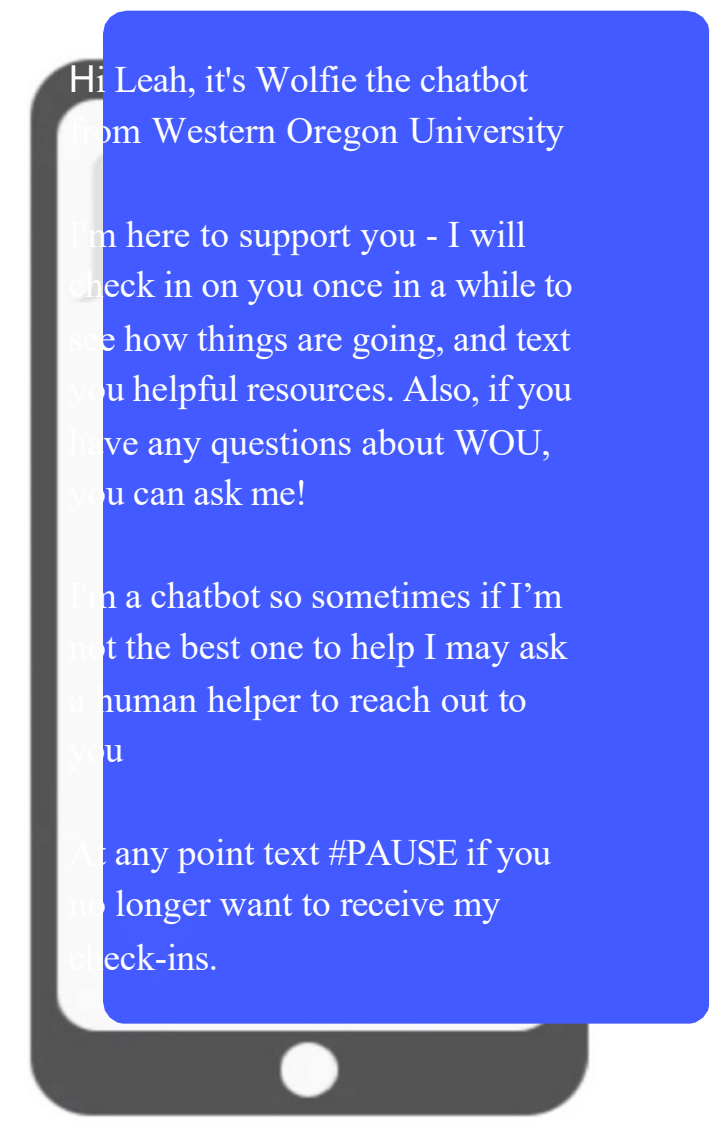 Hi Leah, it's Wolfie the chatbot
from Western Oregon University
I'm here to support you - I will
check in on you once in a while to
see how things are going, and text
you helpful resources. Also, if you
have any questions about WOU,
you can ask me!
I'm a chatbot so sometimes if I’m
not the best one to help I may ask
a human helper to reach out to
you
At any point text #PAUSE if you
no longer want to receive my
check-ins.